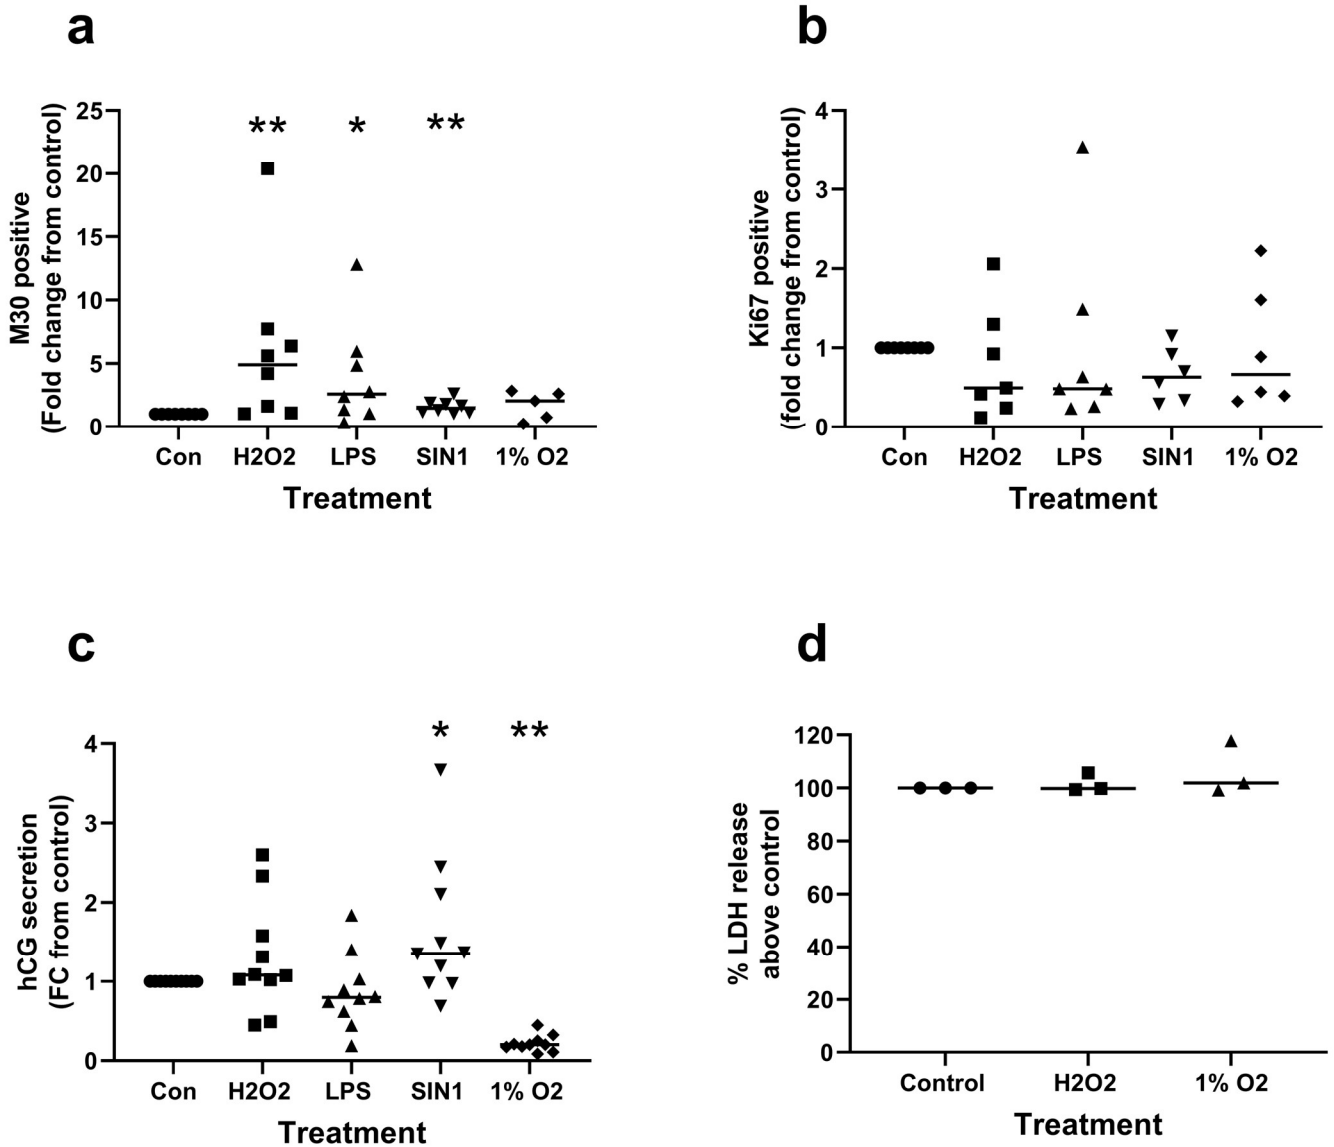 a
M30 positive
(Fold change from control)
25
20
15
10
5
0
** * **
Con H2O2 LPS SIN1 1% O2
Treatment
b
Ki67 positive
(fold change from control)
4
3
2
1
0
Con H2O2 LPS SIN1 1% O2
Treatment
c
hCG secretion
(FC from control)
4
3
2
1
0
* **
Con H2O2 LPS SIN1 1% O2
Treatment
d
% LDH release
above control
120
100
80
60
40
20
0
Control H2O2 1% O2
Treatment